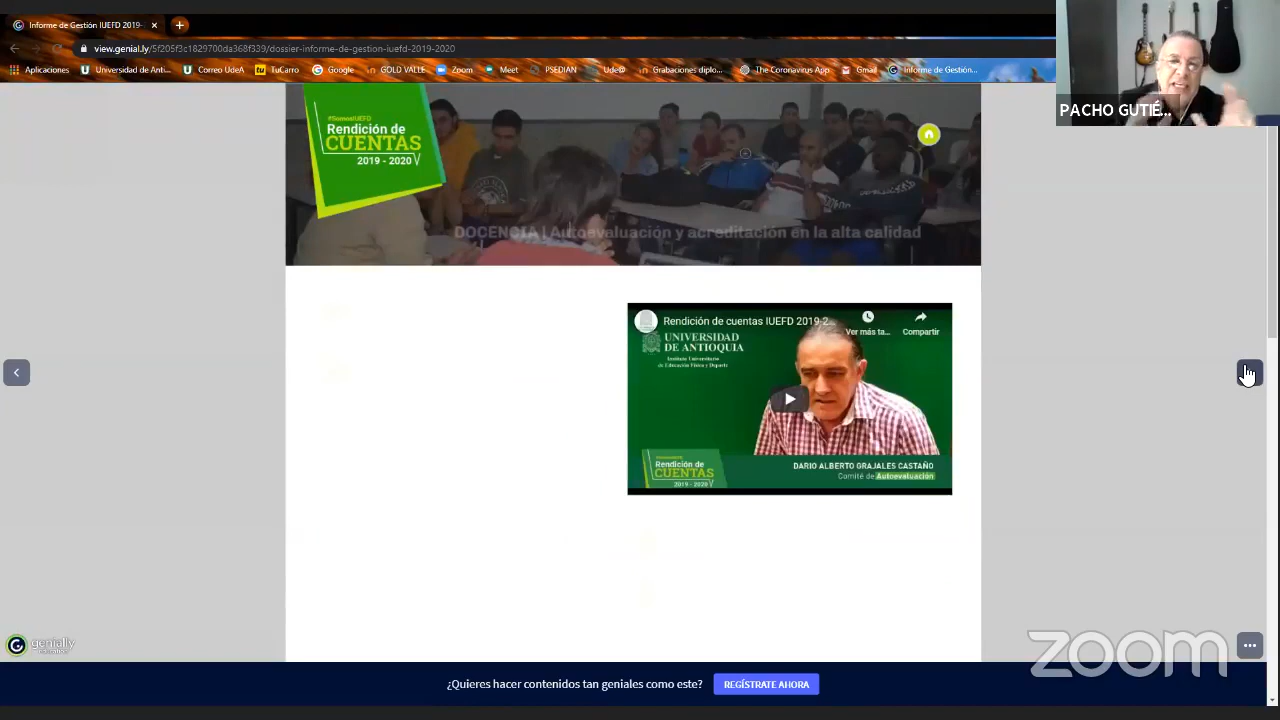 Informe de Gestión IUEFD 2019-
view.genial.ly/5f205f3c1829700da368f339/dossier-informe-de-gestion-iuefd-2019-2020
Aplicaciones Universidad de Anti... Correo UdeA TuCarro Google GOLD VALLE Zoom Meet PSEDIAN Ude@ Grabaciones diplo... The Coronavirus App Gmail Informe de Gestión...
PACHO GUTIÉ...
#SomosIUEFD
Rendición de
CUENTAS
2019 - 2020
DOCENCIA | Autoevaluación y acreditación en la alta calidad
Rendición de cuentas IUEFD 2019-2...
Ver más ta...
Compartir
UNIVERSIDAD
DE ANTIOQUIA
Instituto Universitario
de Educación Física y Deporte
Rendición de
CUENTAS
2019 - 2020
DARIO ALBERTO GRAJALES CASTAÑO
Comité de Autoevaluación
genially
zoom
¿Quieres hacer contenidos tan geniales como este? REGÍSTRATE AHORA